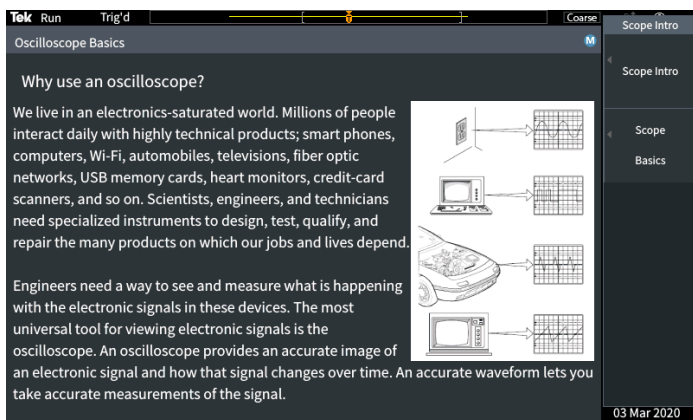 Tek Run Trig'd Coarse
Scope Intro
Oscilloscope Basics M
Why use an oscilloscope?
We live in an electronics-saturated world. Millions of people
interact daily with highly technical products; smart phones,
computers, Wi-Fi, automobiles, televisions, fiber optic
networks, USB memory cards, heart monitors, credit-card
scanners, and so on. Scientists, engineers, and technicians
need specialized instruments to design, test, qualify, and
repair the many products on which our jobs and lives depend.
Engineers need a way to see and measure what is happening
with the electronic signals in these devices. The most
universal tool for viewing electronic signals is the
oscilloscope. An oscilloscope provides an accurate image of
an electronic signal and how that signal changes over time. An accurate waveform lets you
take accurate measurements of the signal.
Scope Intro
Scope
Basics
03 Mar 2020